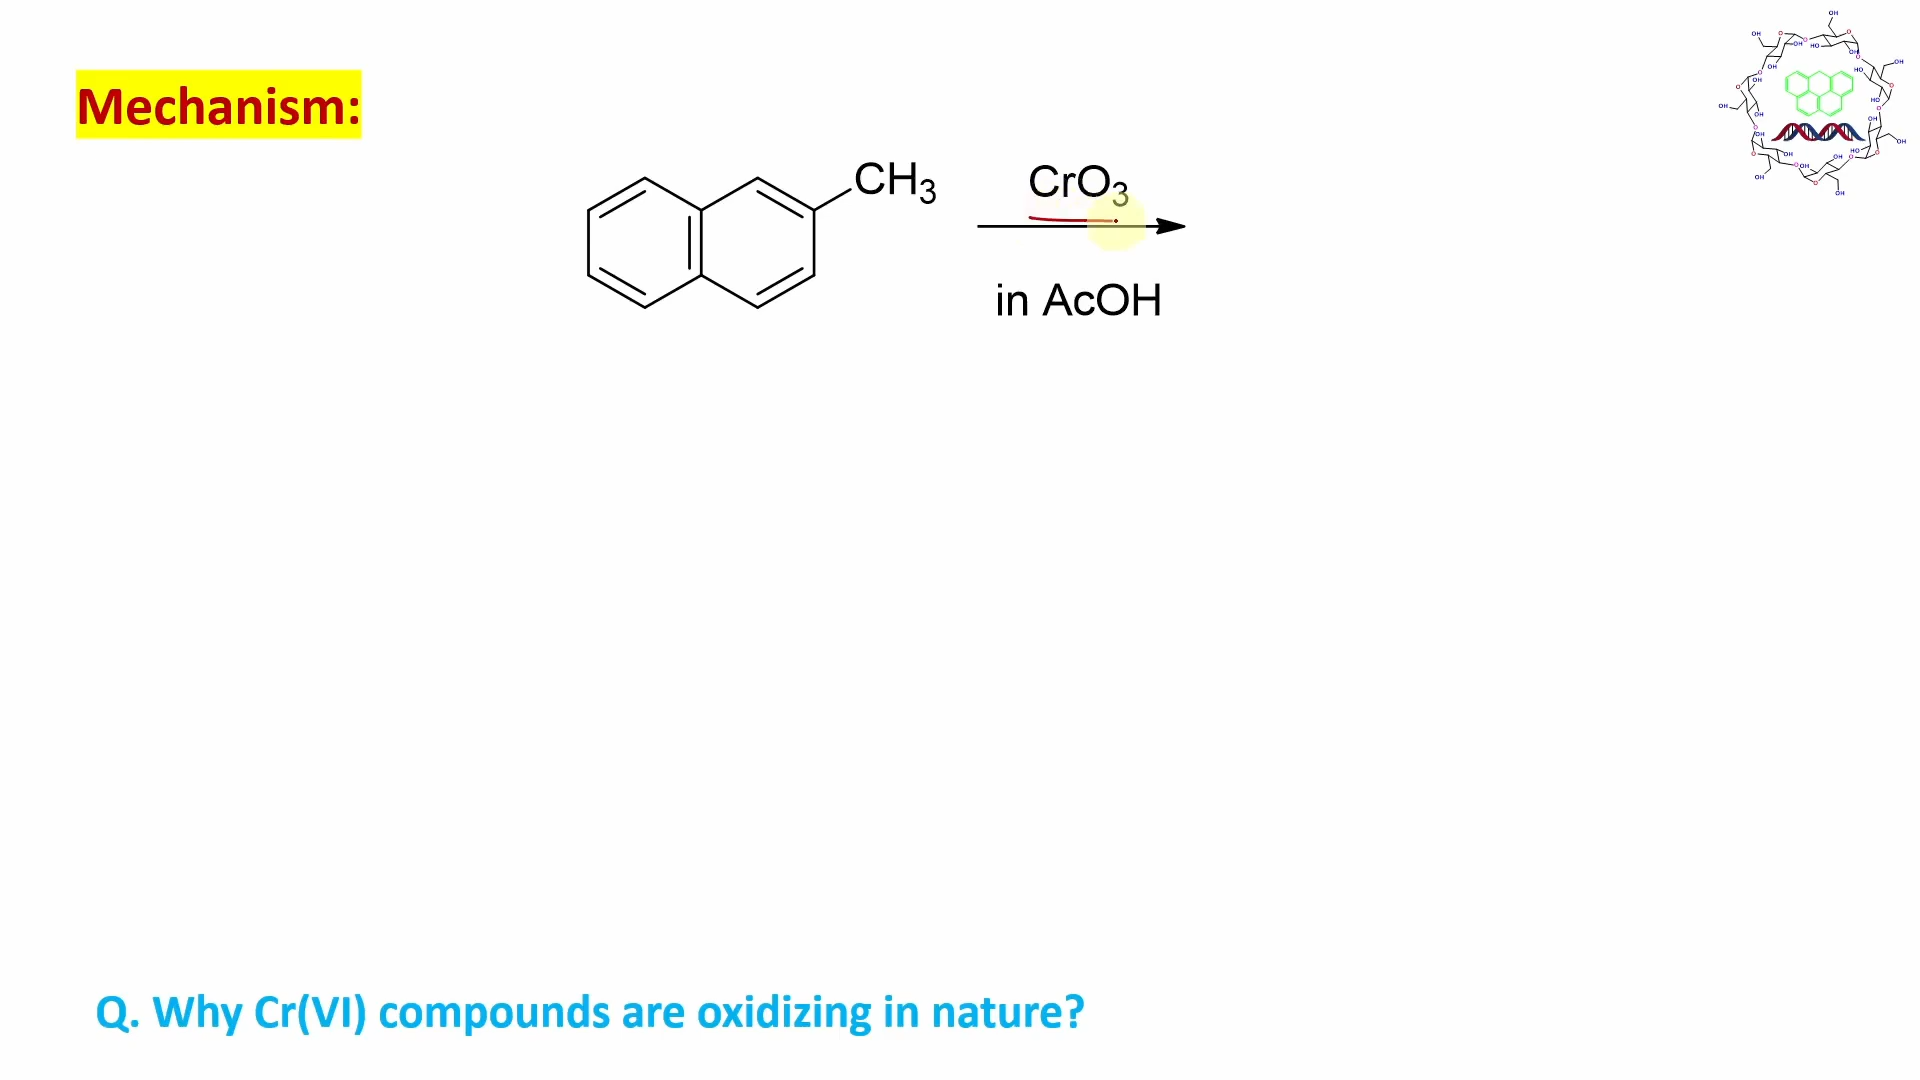 Mechanism:
CH3
CrO3
in AcOH
Q. Why Cr(VI) compounds are oxidizing in nature?